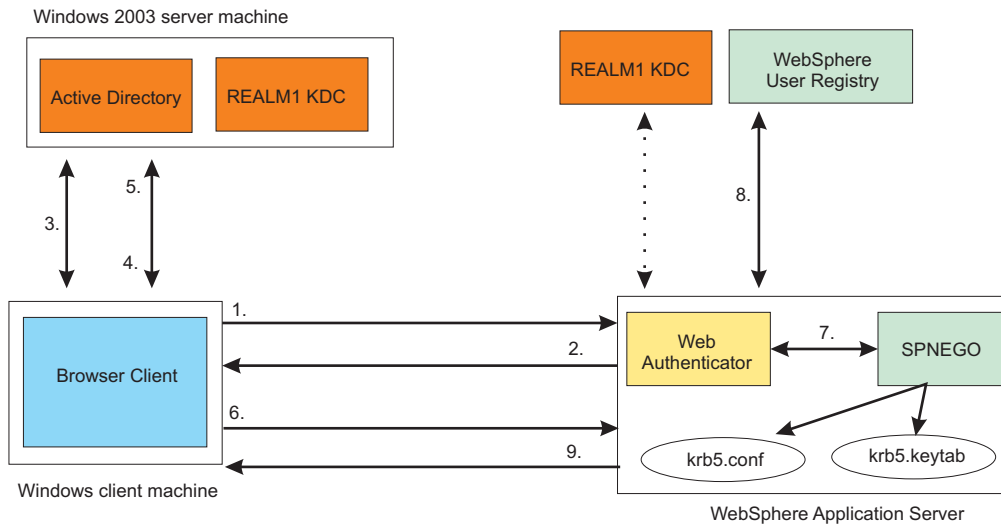 Windows 2003 server machine
Active Directory
REALM1 KDC
REALM1 KDC
WebSphere
User Registry
3.
5.
4.
8.
1.
2.
6.
9.
Browser Client
Windows client machine
Web
Authenticator
7.
SPNEGO
krb5.conf
krb5.keytab
WebSphere Application Server